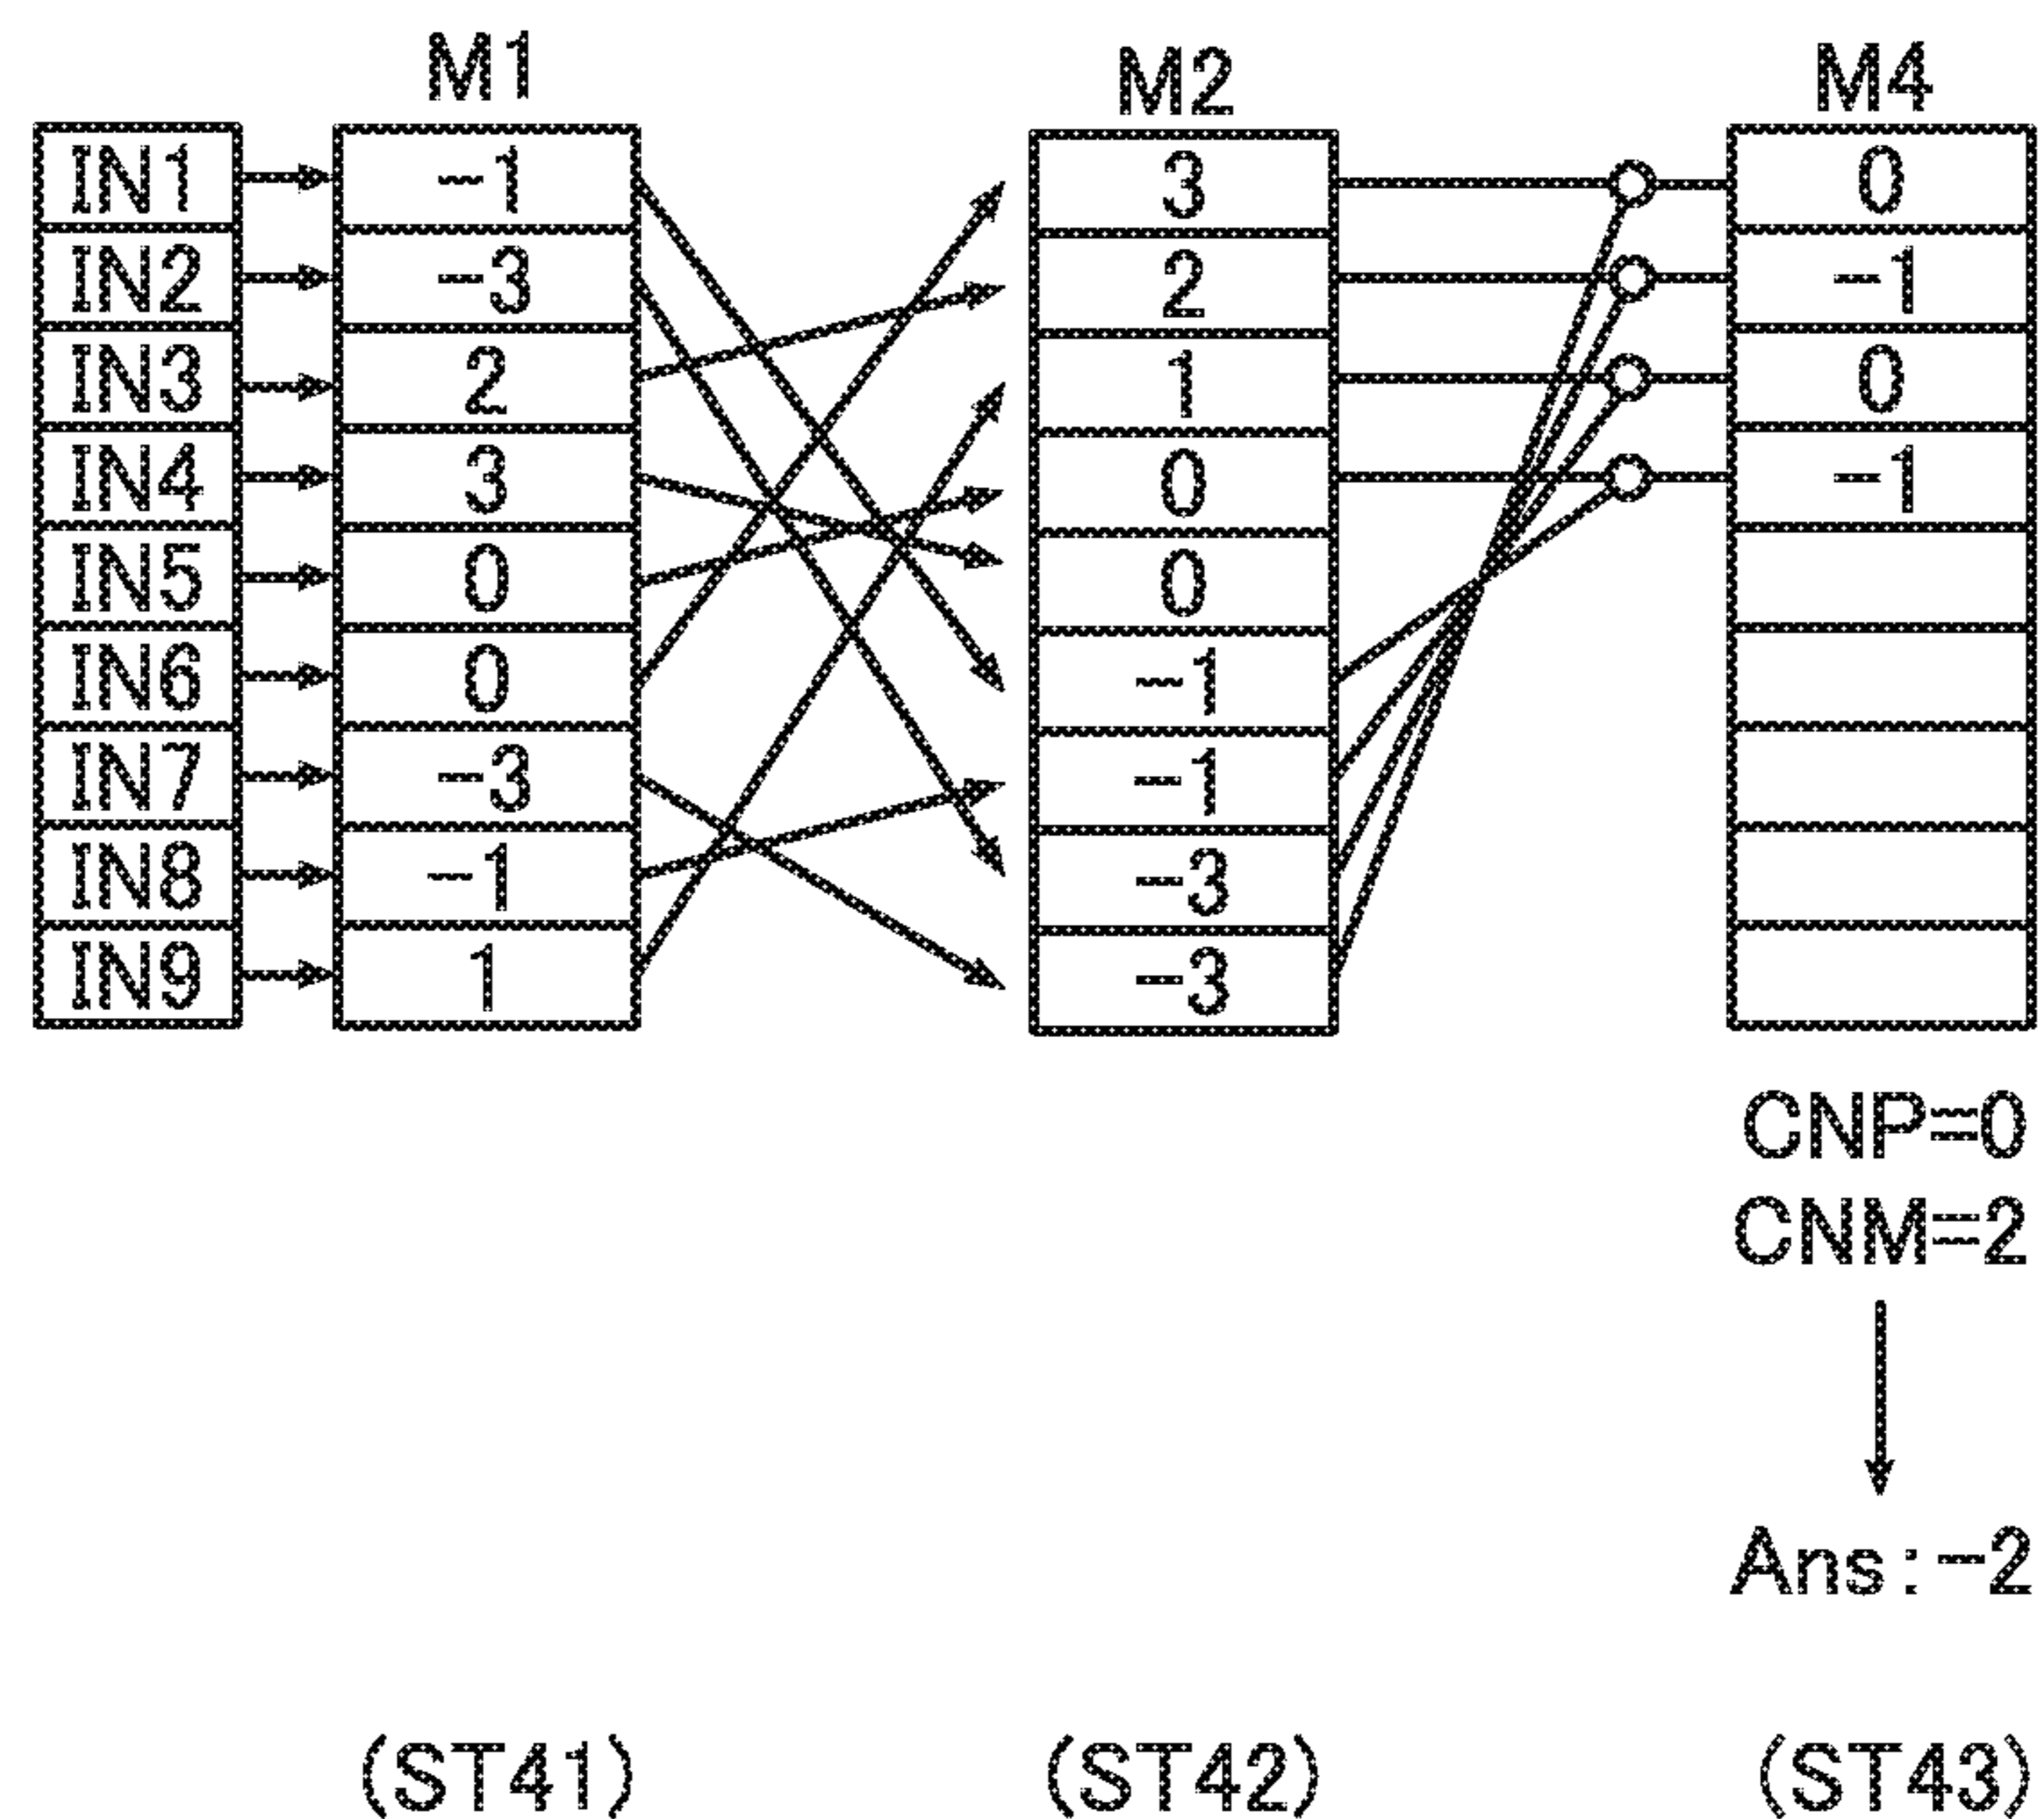 M1 M2 M4
IN1 -1 3 0
IN2 -3 2 -1
IN3 2 1 0
IN4 3 0 -1
IN5 0 0
IN6 0 -1
IN7 -3 -1
IN8 -1 -3
IN9 1 -3
CNP=0
CNM=2
Ans:-2
(ST41) (ST42) (ST43)